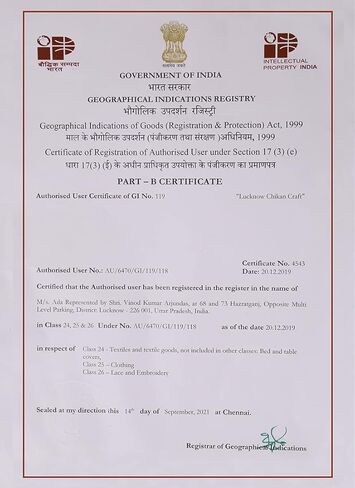 बौद्धिक सम्पदा
भारत
सत्यमेव जयते
INTELLECTUAL
PROPERTY INDIA
GOVERNMENT OF INDIA
भारत सरकार
GEOGRAPHICAL INDICATIONS REGISTRY
भौगोलिक उपदर्शन रजिस्ट्री
Geographical Indications of Goods (Registration & Protection) Act, 1999
माल के भौगोलिक उपदर्शन (पंजीकरण तथा संरक्षण )अधिनियम, 1999
Certificate of Registration of Authorised User under Section 17 (3) (e)
धारा 17(3) (ई) के अधीन प्राधिकृत उपयोक्ता के पंजीकरण का प्रमाणपत्र
PART – B CERTIFICATE
Authorised User Certificate of GI No. 119 "Lucknow Chikan Craft"
Certificate No. 4543
Authorised User No.: AU/6470/GI/119/118 Date: 20.12.2019
Certified that the Authorised user has been registered in the register in the name of
M/s. Ada Represented by Shri. Vinod Kumar Arjundas, at 68 and 73 Hazratganj, Opposite Multi
Level Parking, District: Lucknow - 226 001, Uttar Pradesh, India.
in Class 24, 25 & 26 Under No. AU/6470/GI/119/118 as of the date 20.12.2019
in respect of Class 24 - Textiles and textile goods, not included in other classes: Bed and table
covers,
Class 25 – Clothing
Class 26 – Lace and Embroidery
Sealed at my direction this 14th day of September, 2021 at Chennai.
Registrar of Geographical Indications